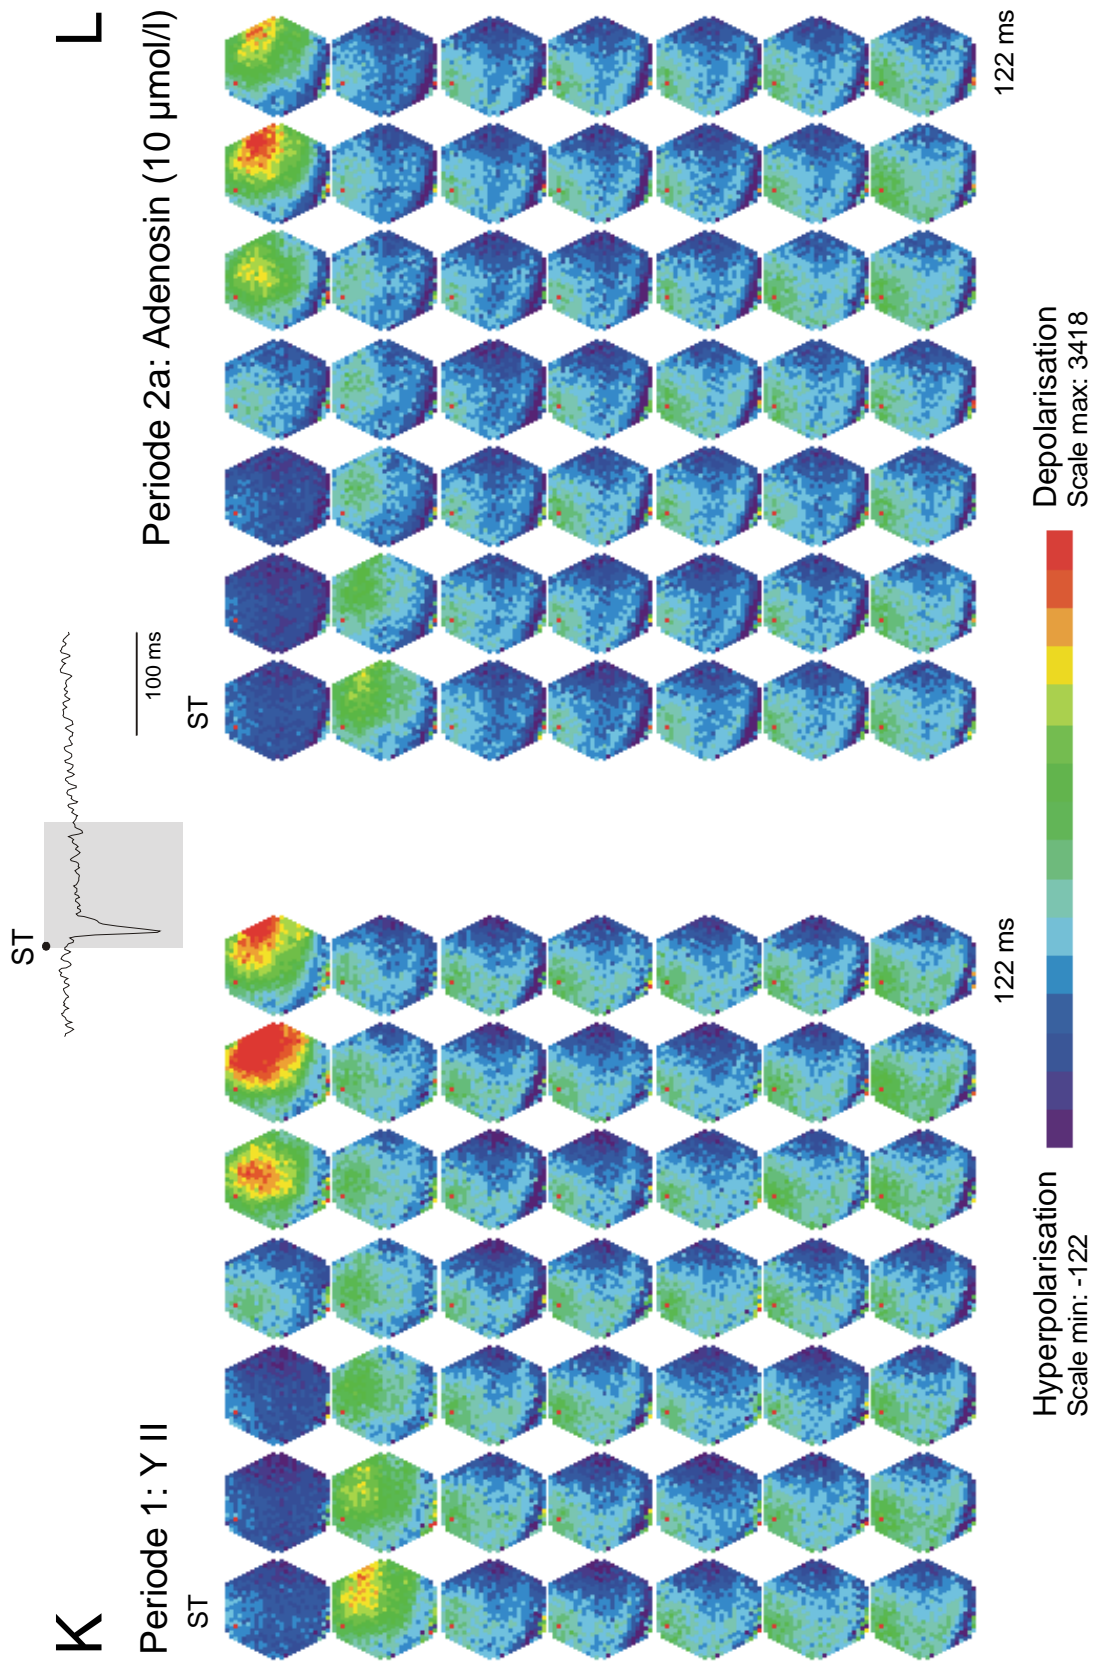 K
L
ST
100 ms
Periode 1: Y II
Periode 2a: Adenosin (10 µmol/l)
ST
ST
122 ms
122 ms
Hyperpolarisation
Scale min: -122
Depolarisation
Scale max: 3418